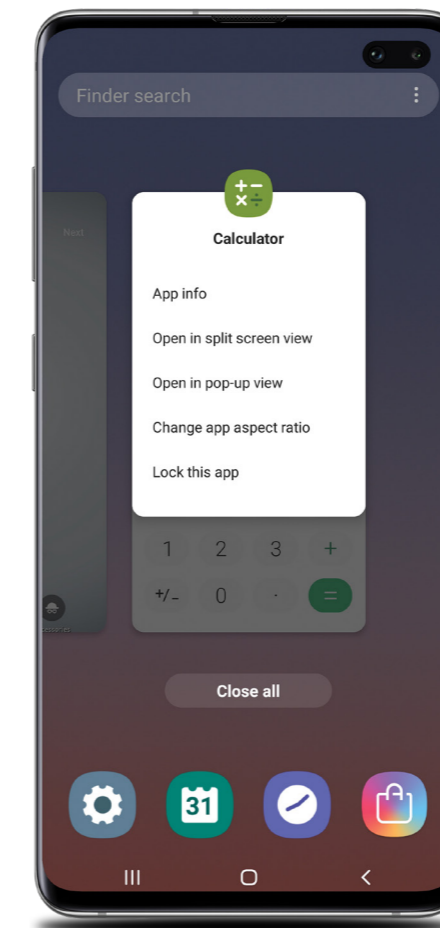 Finder search
Next
Calculator
App info
Open in split screen view
Open in pop-up view
Change app aspect ratio
Lock this app
1 2 3 +
+/- 0 . =
Close all
31